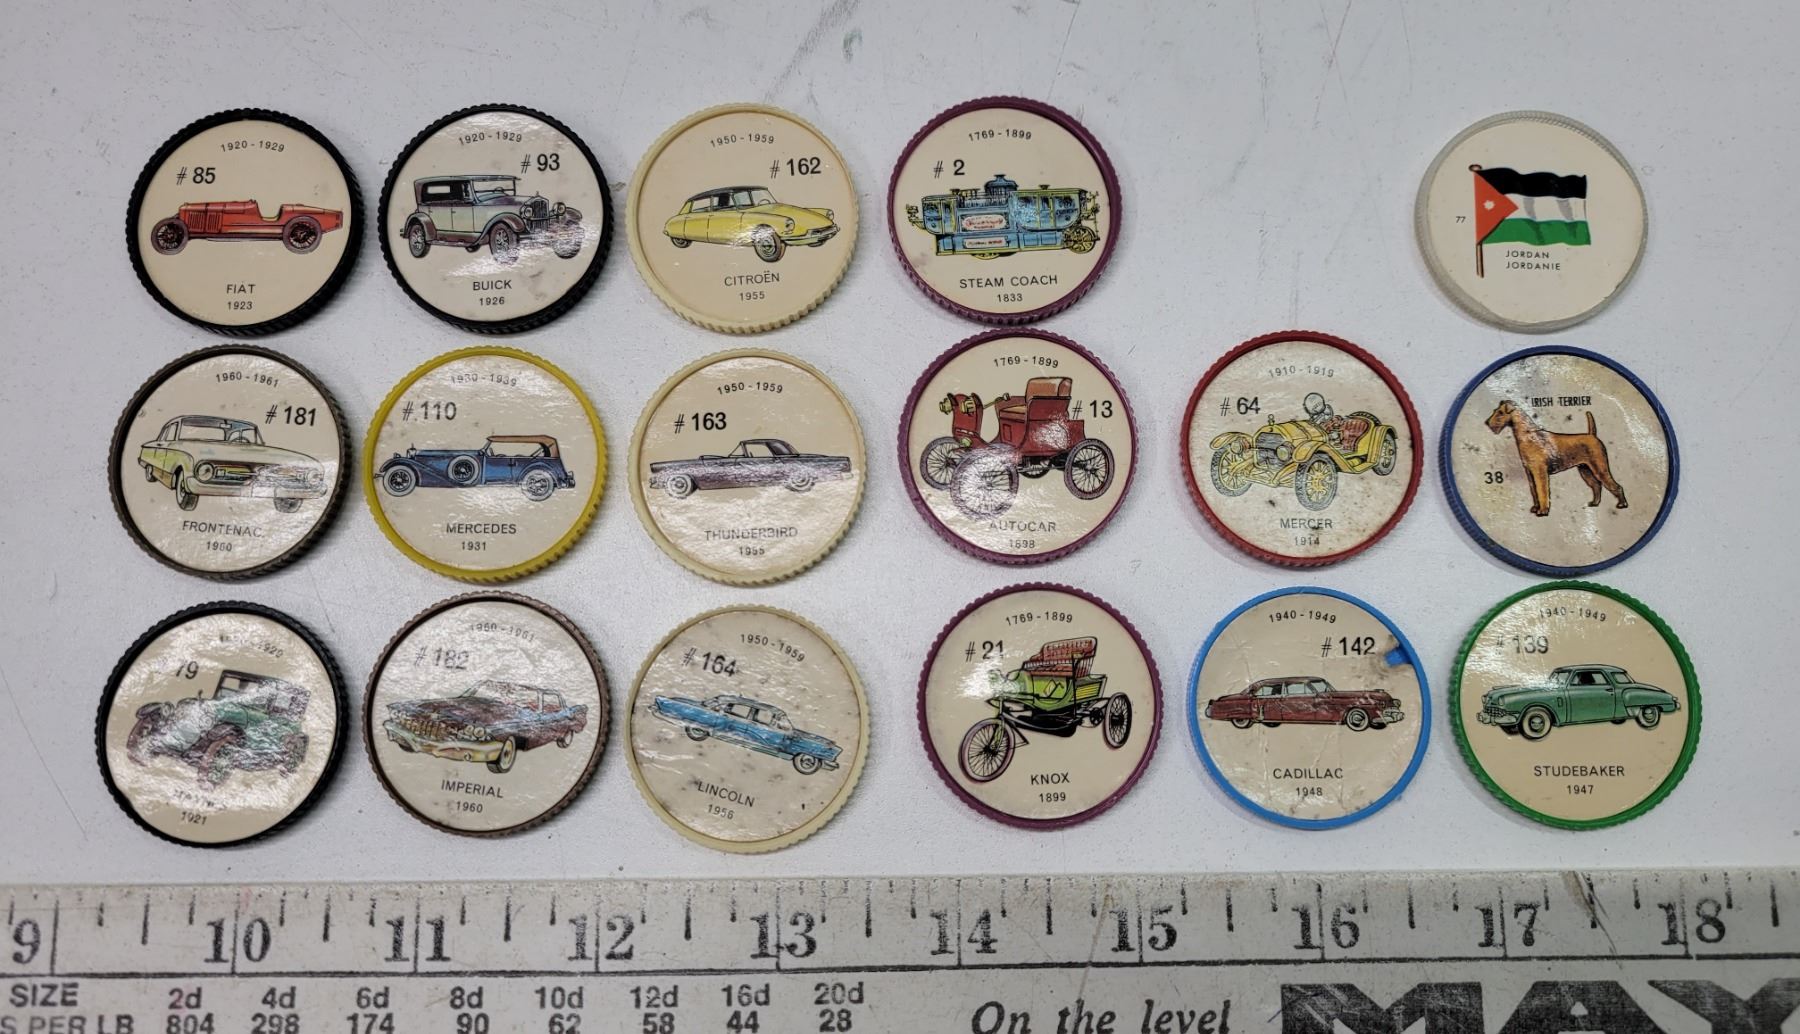 1920-1929
#85
FIAT
1923
1920-1929
#93
BUICK
1926
1950-1959
#162
CITROËN
1955
1769-1899
#2
STEAM COACH
1833
77
JORDAN
JORDANIE
1960-1961
#181
FRONTENAC
1960
1930-1939
#110
MERCEDES
1931
1950-1959
#163
THUNDERBIRD
1955
1769-1899
#13
AUTOCAR
1898
1910-1919
#64
MERCER
1914
IRISH TERRIER
38
79
1921
1960-1961
#182
IMPERIAL
1960
1950-1959
#164
LINCOLN
1956
1769-1899
#21
KNOX
1899
1940-1949
#142
CADILLAC
1948
1940-1949
#139
STUDEBAKER
1947
9 10 11 12 13 14 15 16 17 18
SIZE 2d 4d 6d 8d 10d 12d 16d 20d
S PER LB 804 298 174 90 62 58 44 28
On the level